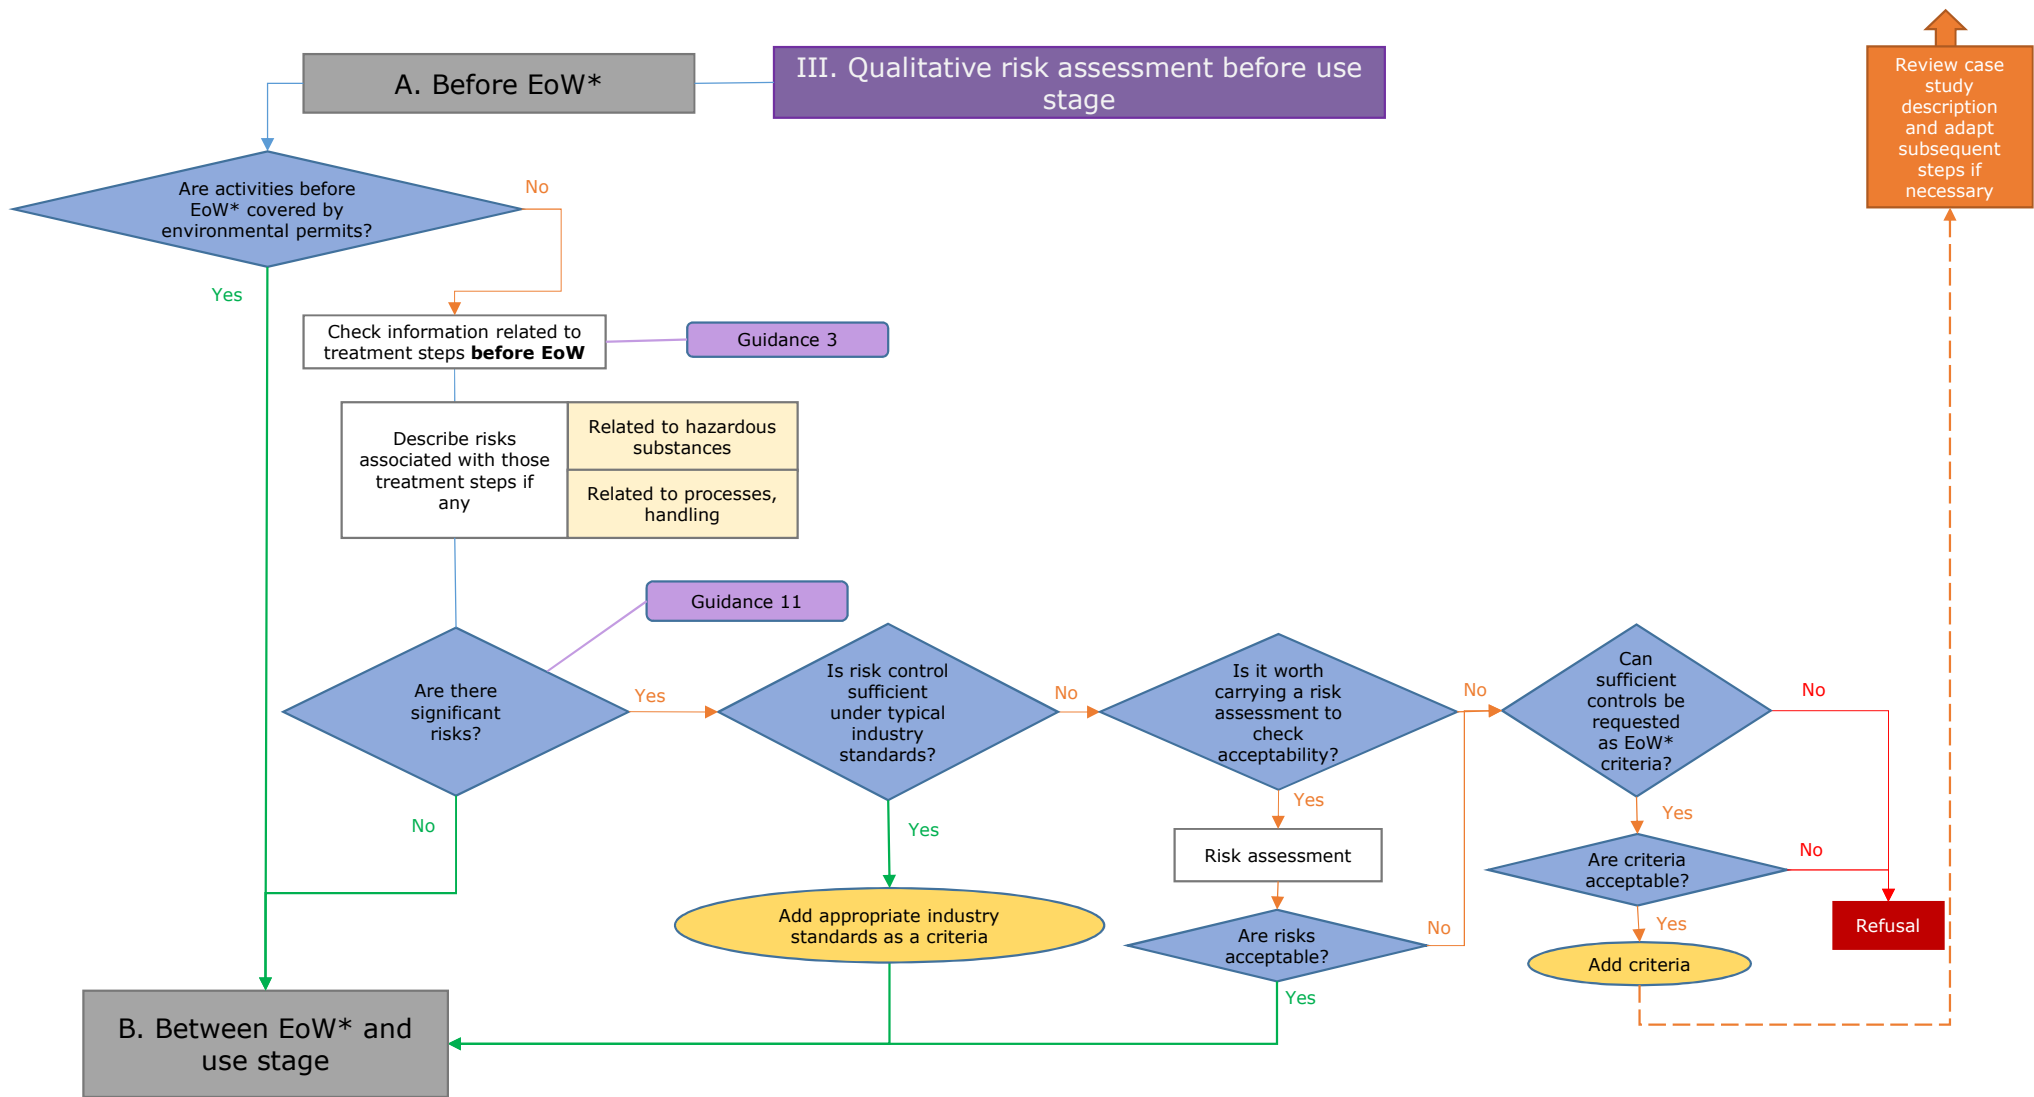 A. Before EoW*
III. Qualitative risk assessment before use
stage
Review case
study
description
and adapt
subsequent
steps if
necessary
Are activities before
EoW* covered by
environmental permits?
No
Yes
Check information related to
treatment steps before EoW
Guidance 3
Describe risks
associated with those
treatment steps if
any
Related to hazardous
substances
Related to processes,
handling
Guidance 11
Are there
significant
risks?
Yes
No
Is risk control
sufficient
under typical
industry
standards?
No
Yes
Is it worth
carrying a risk
assessment to
check
acceptability?
No
Yes
Can
sufficient
controls be
requested
as EoW*
criteria?
No
Yes
Risk assessment
Are criteria
acceptable?
No
Yes
Add appropriate industry
standards as a criteria
Are risks
acceptable?
No
Yes
Refusal
Add criteria
B. Between EoW* and
use stage